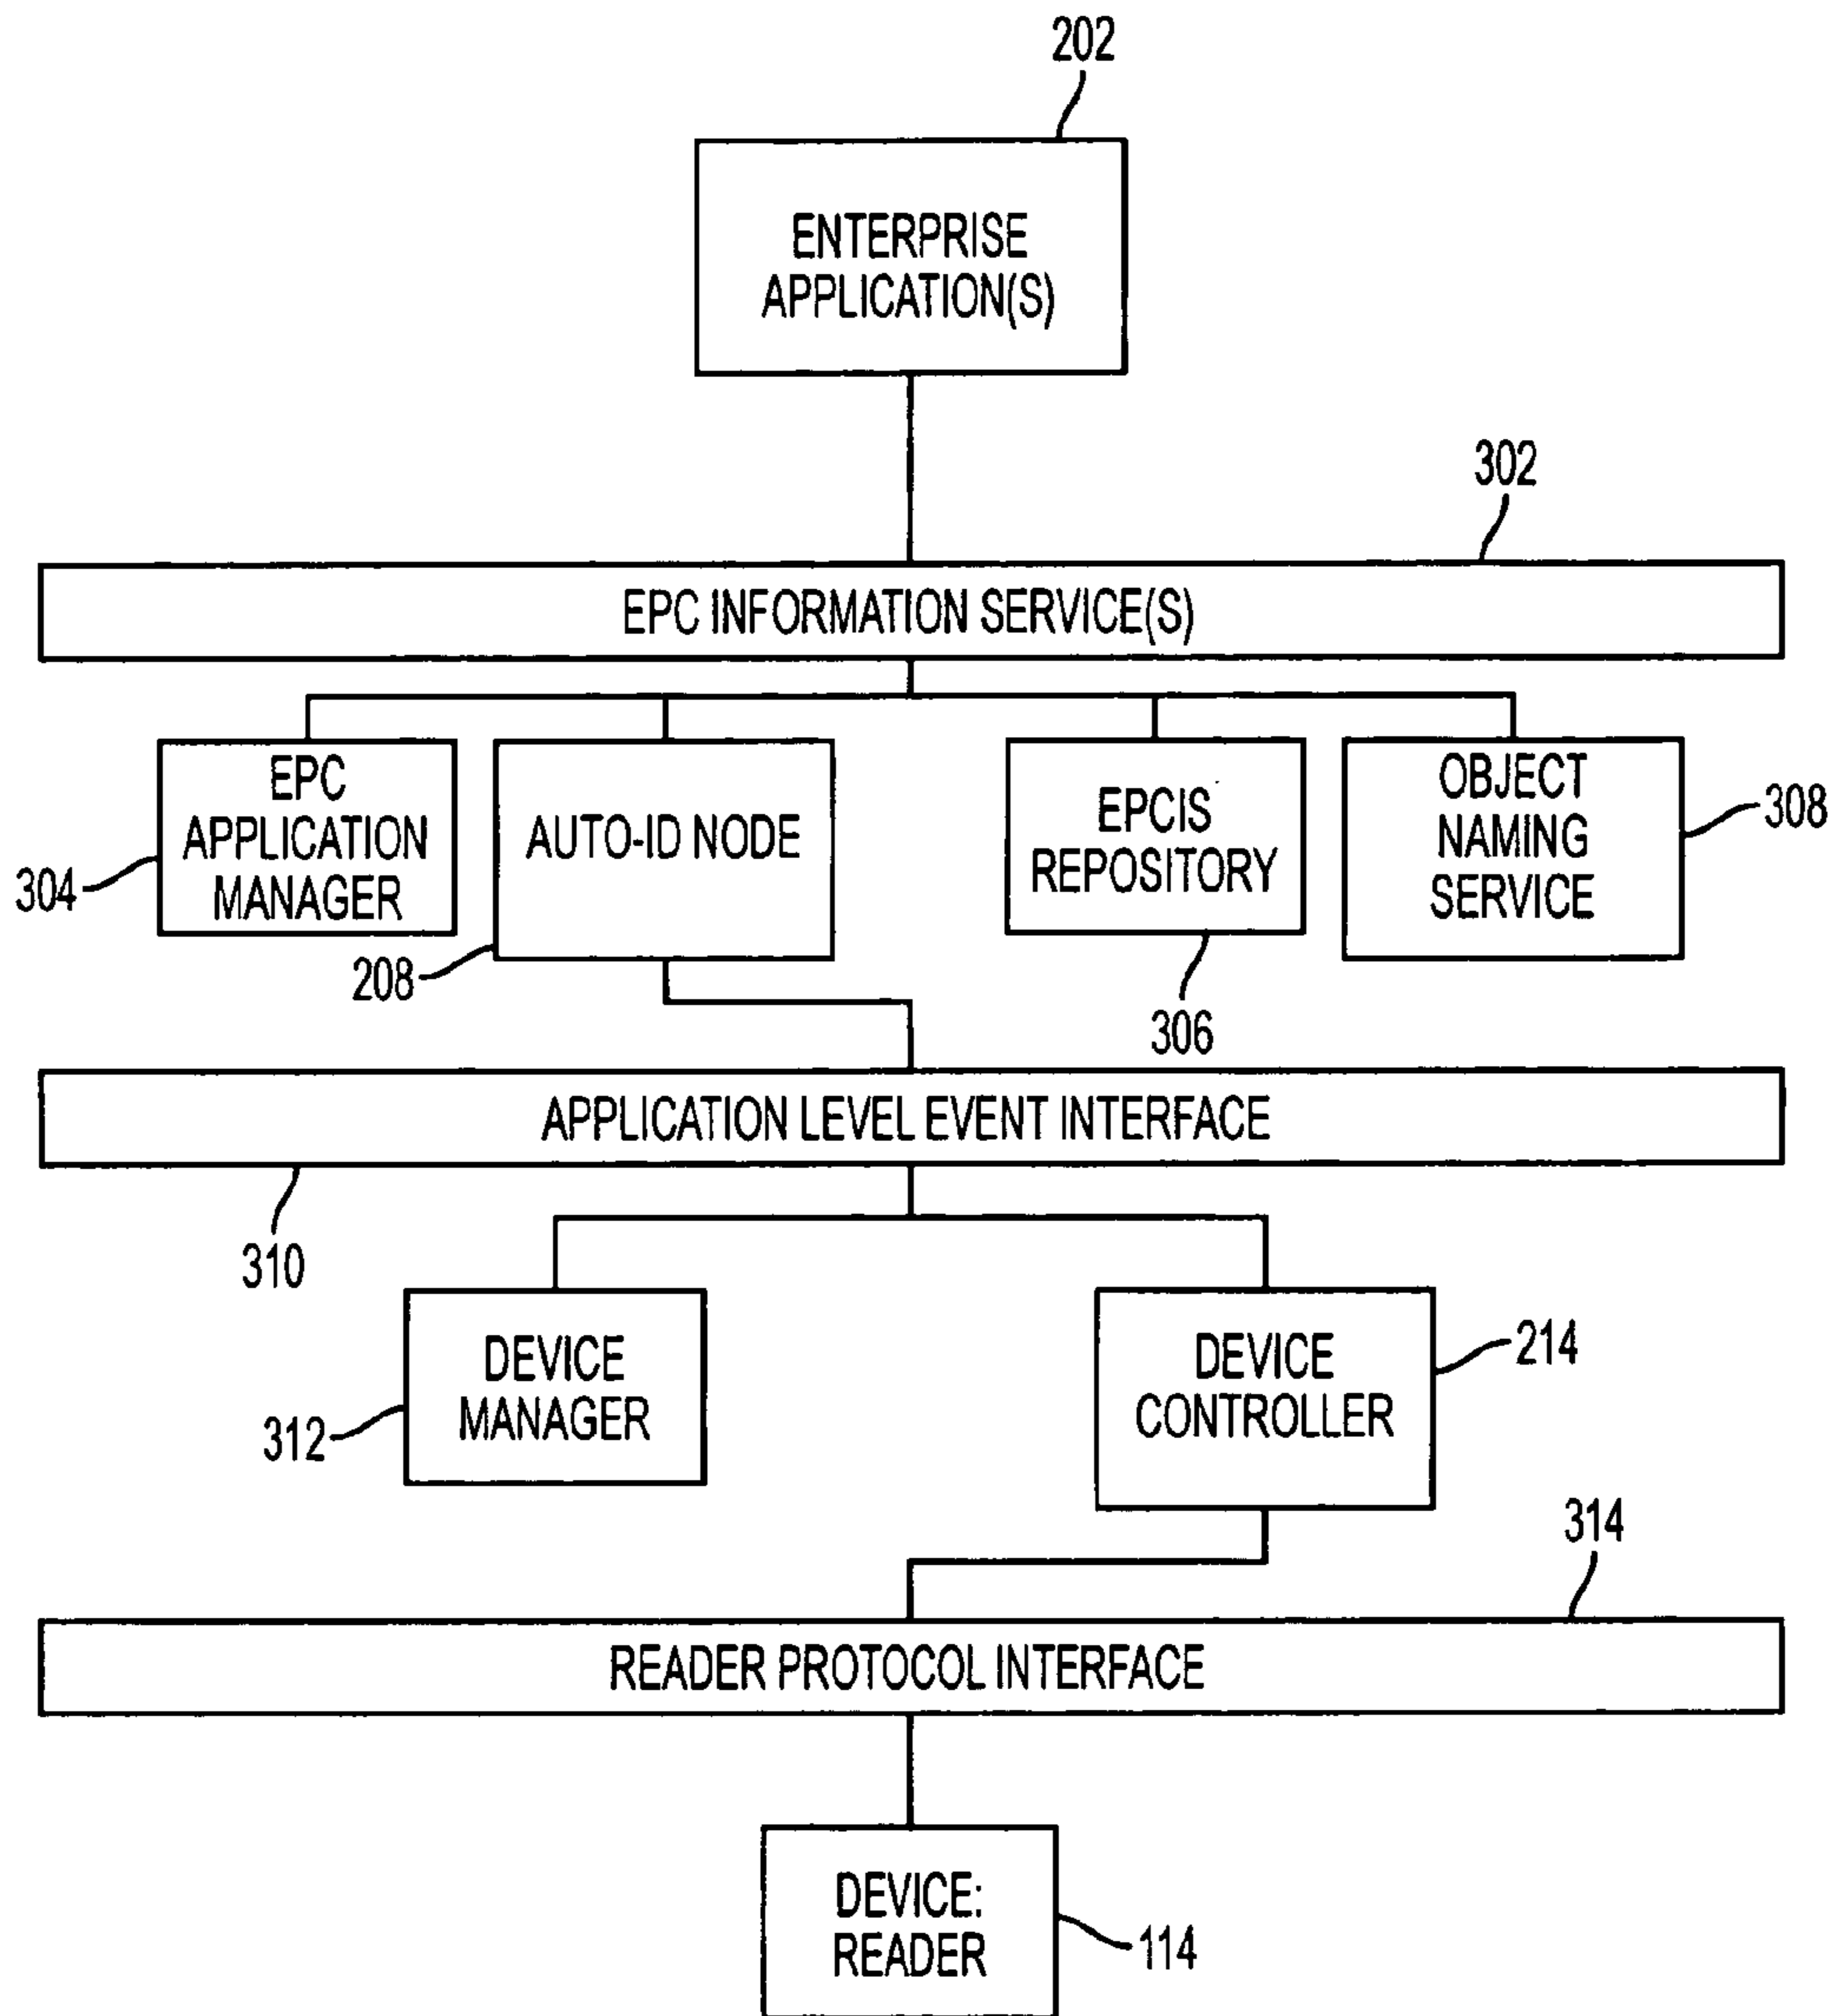 202
ENTERPRISE
APPLICATION(S)
302
EPC INFORMATION SERVICE(S)
EPC
APPLICATION
MANAGER
304
AUTO-ID NODE
208
EPCIS
REPOSITORY
306
OBJECT
NAMING
SERVICE
308
APPLICATION LEVEL EVENT INTERFACE
310
DEVICE
MANAGER
312
DEVICE
CONTROLLER
214
314
READER PROTOCOL INTERFACE
DEVICE:
READER
114